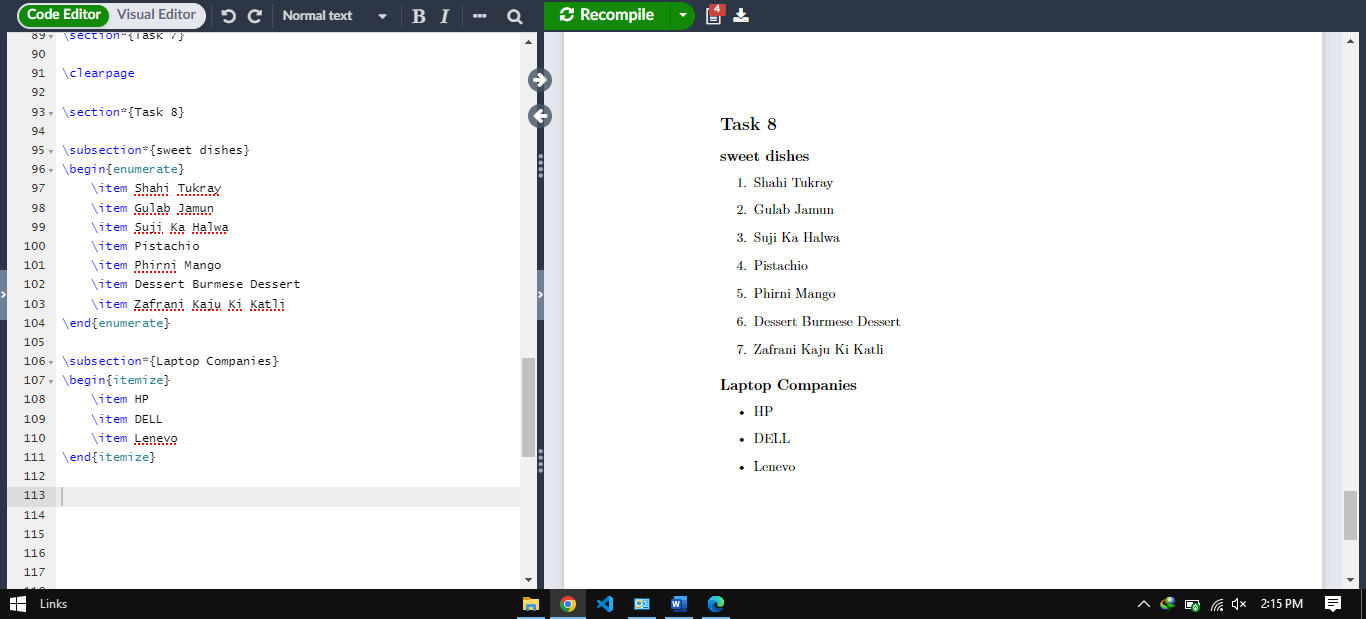 Code Editor Visual Editor Normal text B I Recompile 4
89 \section*{Task 7}
90
91 \clearpage
92
93 \section*{Task 8}
94
95 \subsection*{sweet dishes}
96 \begin{enumerate}
97 \item Shahi Tukray
98 \item Gulab Jamun
99 \item Suji Ka Halwa
100 \item Pistachio
101 \item Phirni Mango
102 \item Dessert Burmese Dessert
103 \item Zafrani Kaju Ki Katli
104 \end{enumerate}
105
106 \subsection*{Laptop Companies}
107 \begin{itemize}
108 \item HP
109 \item DELL
110 \item Lenevo
111 \end{itemize}
112
113
114
115
116
117
Task 8
sweet dishes
1. Shahi Tukray
2. Gulab Jamun
3. Suji Ka Halwa
4. Pistachio
5. Phirni Mango
6. Dessert Burmese Dessert
7. Zafrani Kaju Ki Katli
Laptop Companies
• HP
• DELL
• Lenevo
Links 2:15 PM